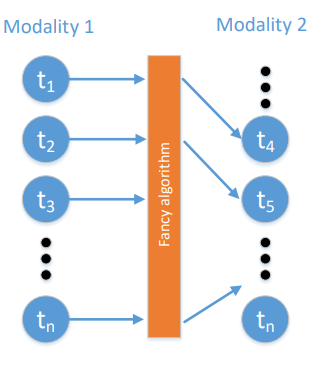 Modality 1
Modality 2
t1
t2
t3
tn
Fancy algorithm
t4
t5
tn